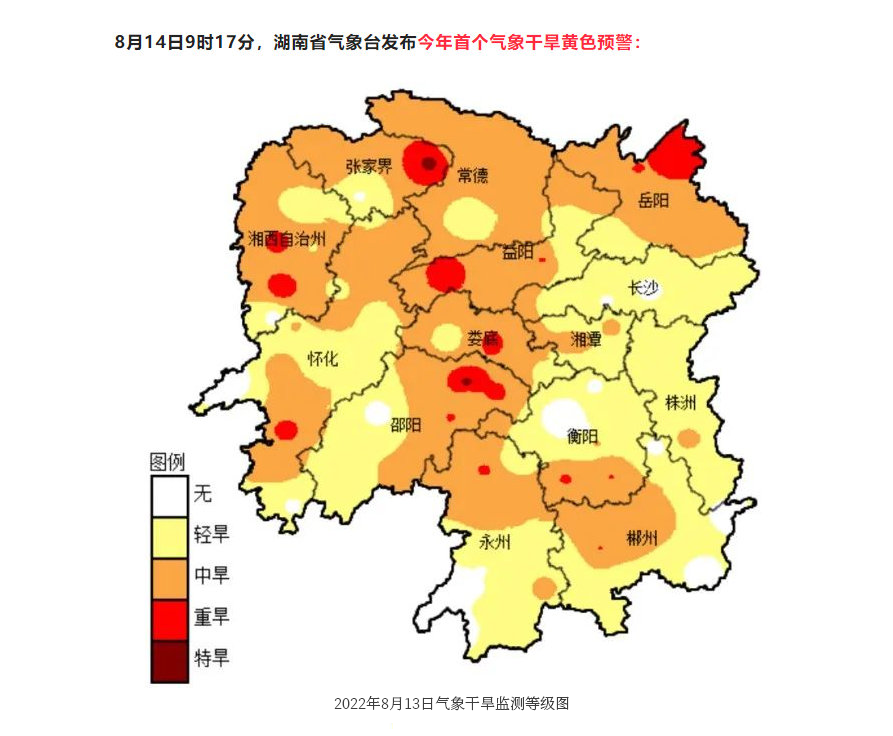 8月14日9时17分，湖南省气象台发布今年首个气象干旱黄色预警：
张家界
常德
岳阳
湘西自治州
益阳
长沙
娄底
湘潭
怀化
株洲
邵阳
衡阳
图例
无
轻旱
永州
郴州
中旱
重旱
特旱
2022年8月13日气象干旱监测等级图